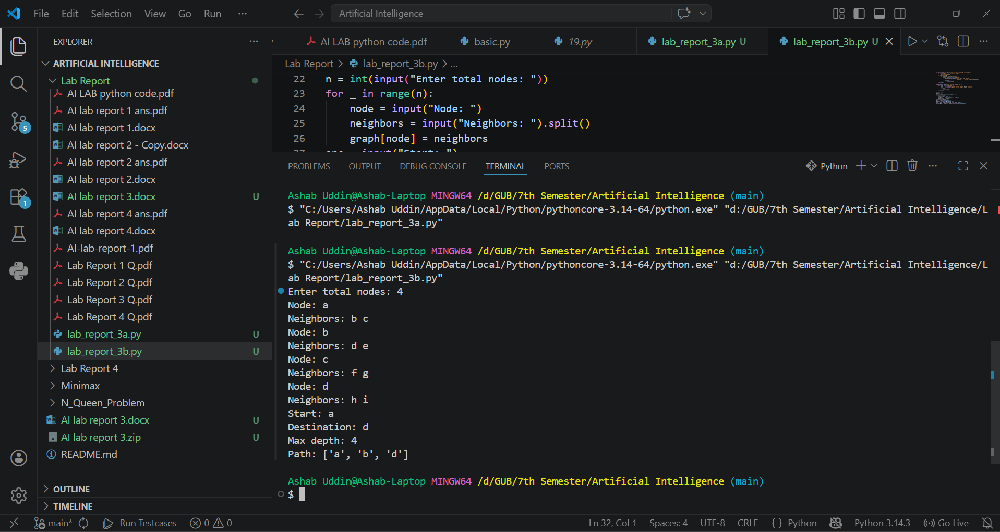 File Edit Selection View Go Run ···
Artificial Intelligence
EXPLORER ···
ARTIFICIAL INTELLIGENCE
Lab Report
AI LAB python code.pdf
AI lab report 1 ans.pdf
AI lab report 1.docx
AI lab report 2 - Copy.docx
AI lab report 2 ans.pdf
AI lab report 2.docx
AI lab report 3.docx U
AI lab report 4 ans.pdf
AI lab report 4.docx
AI-lab-report-1.pdf
Lab Report 1 Q.pdf
Lab Report 2 Q.pdf
Lab Report 3 Q.pdf
Lab Report 4 Q.pdf
lab_report_3a.py U
lab_report_3b.py U
Lab Report 4
Minimax
N_Queen_Problem
AI lab report 3.docx U
AI lab report 3.zip U
README.md
OUTLINE
TIMELINE
5
1
AI LAB python code.pdf basic.py 19.py lab_report_3a.py U lab_report_3b.py U
Lab Report > lab_report_3b.py > ...
22 n = int(input("Enter total nodes: "))
23 for _ in range(n):
24 node = input("Node: ")
25 neighbors = input("Neighbors: ").split()
26 graph[node] = neighbors
PROBLEMS OUTPUT DEBUG CONSOLE TERMINAL PORTS
Python
Ashab Uddin@Ashab-Laptop MINGW64 /d/GUB/7th Semester/Artificial Intelligence (main)
$ "C:/Users/Ashab Uddin/AppData/Local/Python/pythoncore-3.14-64/python.exe" "d:/GUB/7th Semester/Artificial Intelligence/L
ab Report/lab_report_3a.py"
Ashab Uddin@Ashab-Laptop MINGW64 /d/GUB/7th Semester/Artificial Intelligence (main)
$ "C:/Users/Ashab Uddin/AppData/Local/Python/pythoncore-3.14-64/python.exe" "d:/GUB/7th Semester/Artificial Intelligence/L
ab Report/lab_report_3b.py"
Enter total nodes: 4
Node: a
Neighbors: b c
Node: b
Neighbors: d e
Node: c
Neighbors: f g
Node: d
Neighbors: h i
Start: a
Destination: d
Max depth: 4
Path: ['a', 'b', 'd']
Ashab Uddin@Ashab-Laptop MINGW64 /d/GUB/7th Semester/Artificial Intelligence (main)
$
main* Run Testcases 0 0 Ln 32, Col 1 Spaces: 4 UTF-8 CRLF { } Python Python 3.14.3 Go Live